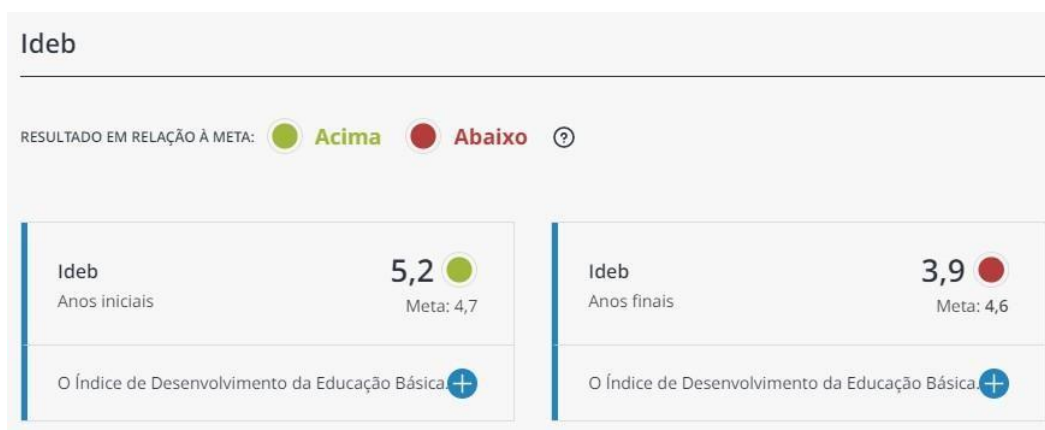 Ideb
RESULTADO EM RELAÇÃO À META: Acima Abaixo ?
Ideb 5,2
Anos iniciais Meta: 4,7
O Índice de Desenvolvimento da Educação Básica. +
Ideb 3,9
Anos finais Meta: 4,6
O Índice de Desenvolvimento da Educação Básica. +